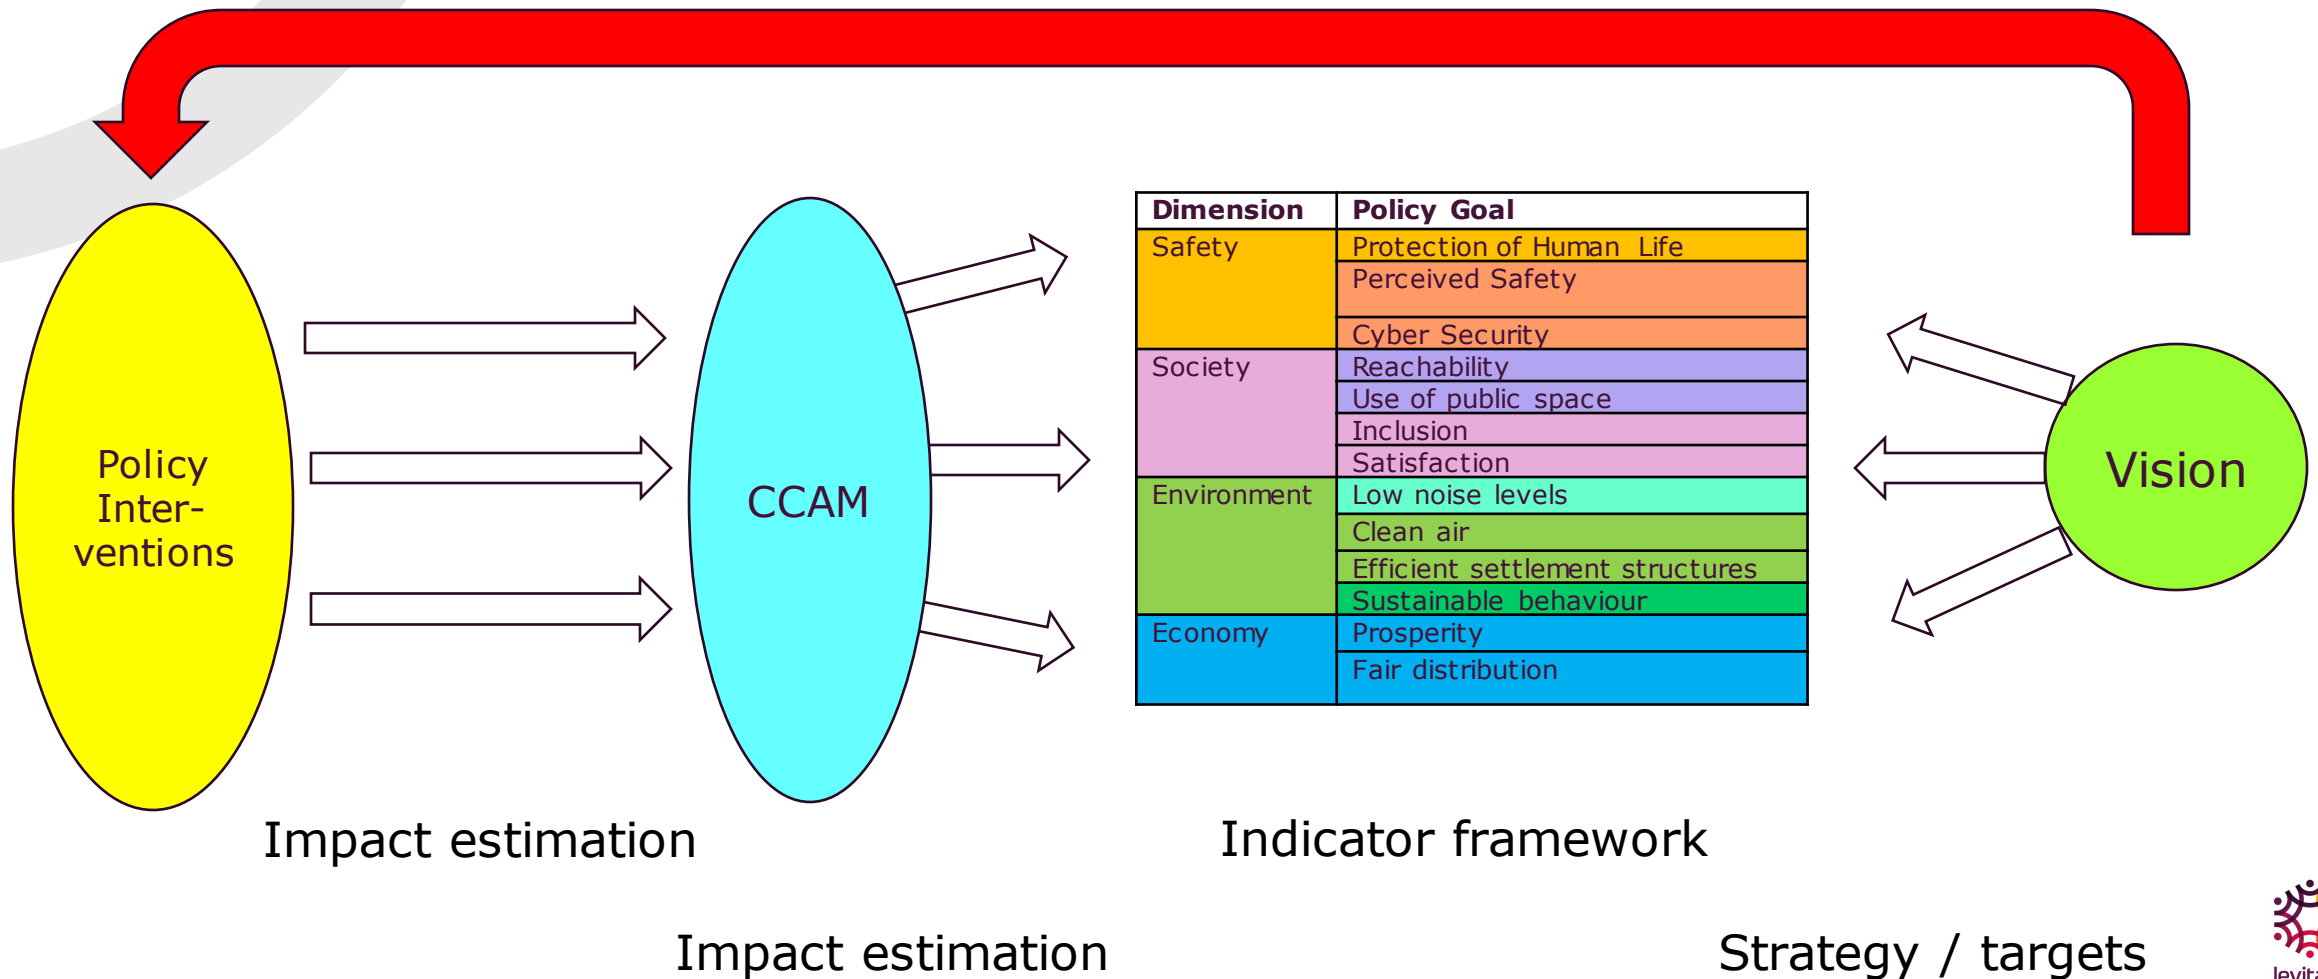 Policy
Inter-
ventions
CCAM
Dimension Policy Goal
Safety Protection of Human Life
Perceived Safety
Cyber Security
Society Reachability
Use of public space
Inclusion
Satisfaction
Environment Low noise levels
Clean air
Efficient settlement structures
Sustainable behaviour
Economy Prosperity
Fair distribution
Vision
Impact estimation
Indicator framework
Impact estimation
Strategy / targets